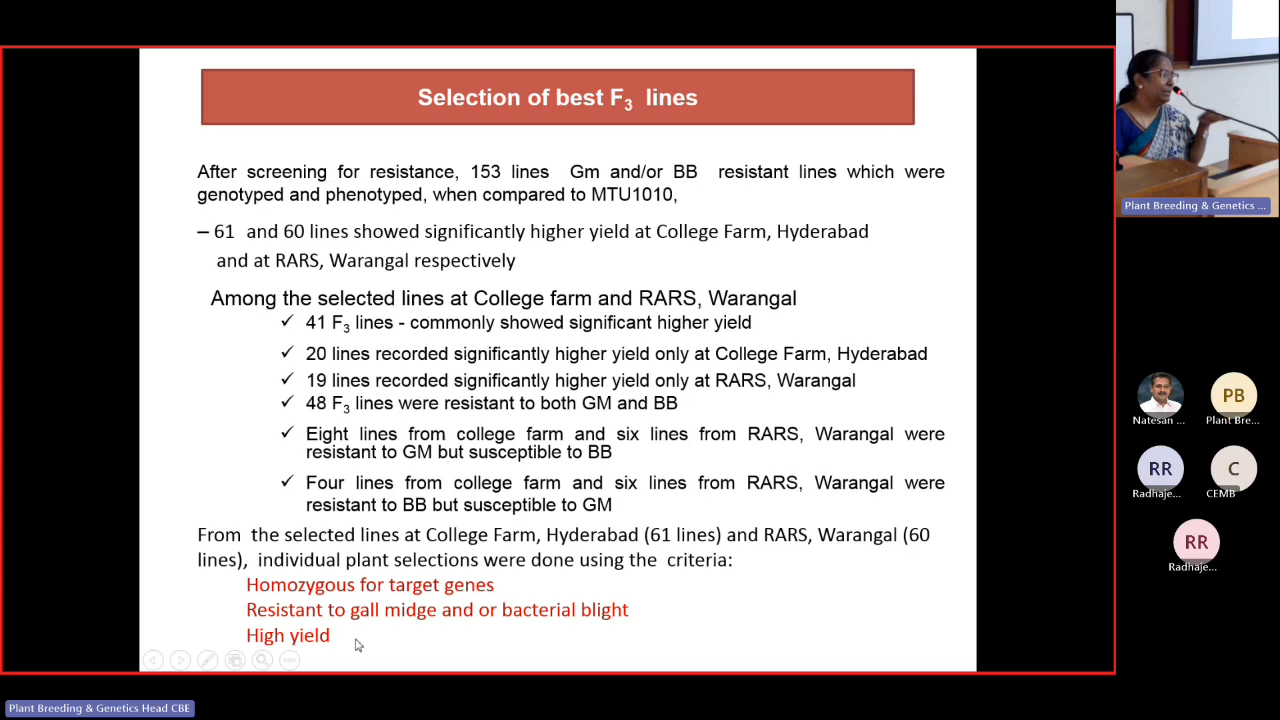 Selection of best F3 lines
After screening for resistance, 153 lines Gm and/or BB resistant lines which were
genotyped and phenotyped, when compared to MTU1010,
– 61 and 60 lines showed significantly higher yield at College Farm, Hyderabad
and at RARS, Warangal respectively
Among the selected lines at College farm and RARS, Warangal
✓ 41 F3 lines - commonly showed significant higher yield
✓ 20 lines recorded significantly higher yield only at College Farm, Hyderabad
✓ 19 lines recorded significantly higher yield only at RARS, Warangal
✓ 48 F3 lines were resistant to both GM and BB
✓ Eight lines from college farm and six lines from RARS, Warangal were
resistant to GM but susceptible to BB
✓ Four lines from college farm and six lines from RARS, Warangal were
resistant to BB but susceptible to GM
From the selected lines at College Farm, Hyderabad (61 lines) and RARS, Warangal (60
lines), individual plant selections were done using the criteria:
Homozygous for target genes
Resistant to gall midge and or bacterial blight
High yield
Plant Breeding & Genetics Head CBE
Plant Breeding & Genetics ...
PB
Natesan ...
Plant Bre...
RR
C
Radhaje...
CEMB
RR
Radhaje...